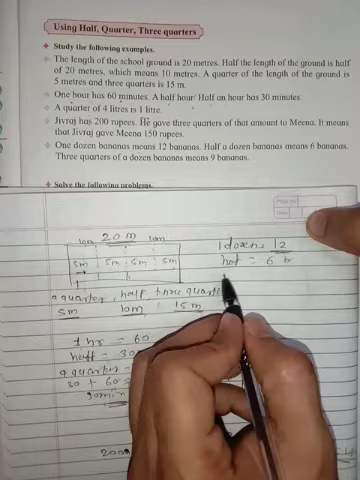 Using Half, Quarter, Three quarters
Study the following examples.
The length of the school ground is 20 metres. Half the length of the ground is half
of 20 metres, which means 10 metres. A quarter of the length of the ground is
5 metres and three quarters is 15 m.
One hour has 60 minutes. A half hour/ Half an hour has 30 minutes.
A quarter of 4 litres is 1 litre.
Jivraj has 200 rupees. He gave three quarters of that amount to Meena. It means
that Jivraj gave Meena 150 rupees.
One dozen bananas means 12 bananas. Half a dozen bananas means 6 bananas.
Three quarters of a dozen bananas means 9 bananas.
Solve the following problems.
10m 20 m 10m
5m 5m 5m 5m
1 dozen 12
= 6
a quarter, half, three quarter
5m 10m 15m
1 hrs = 60
half = 30
a quarter =
30 + 60
90min
200